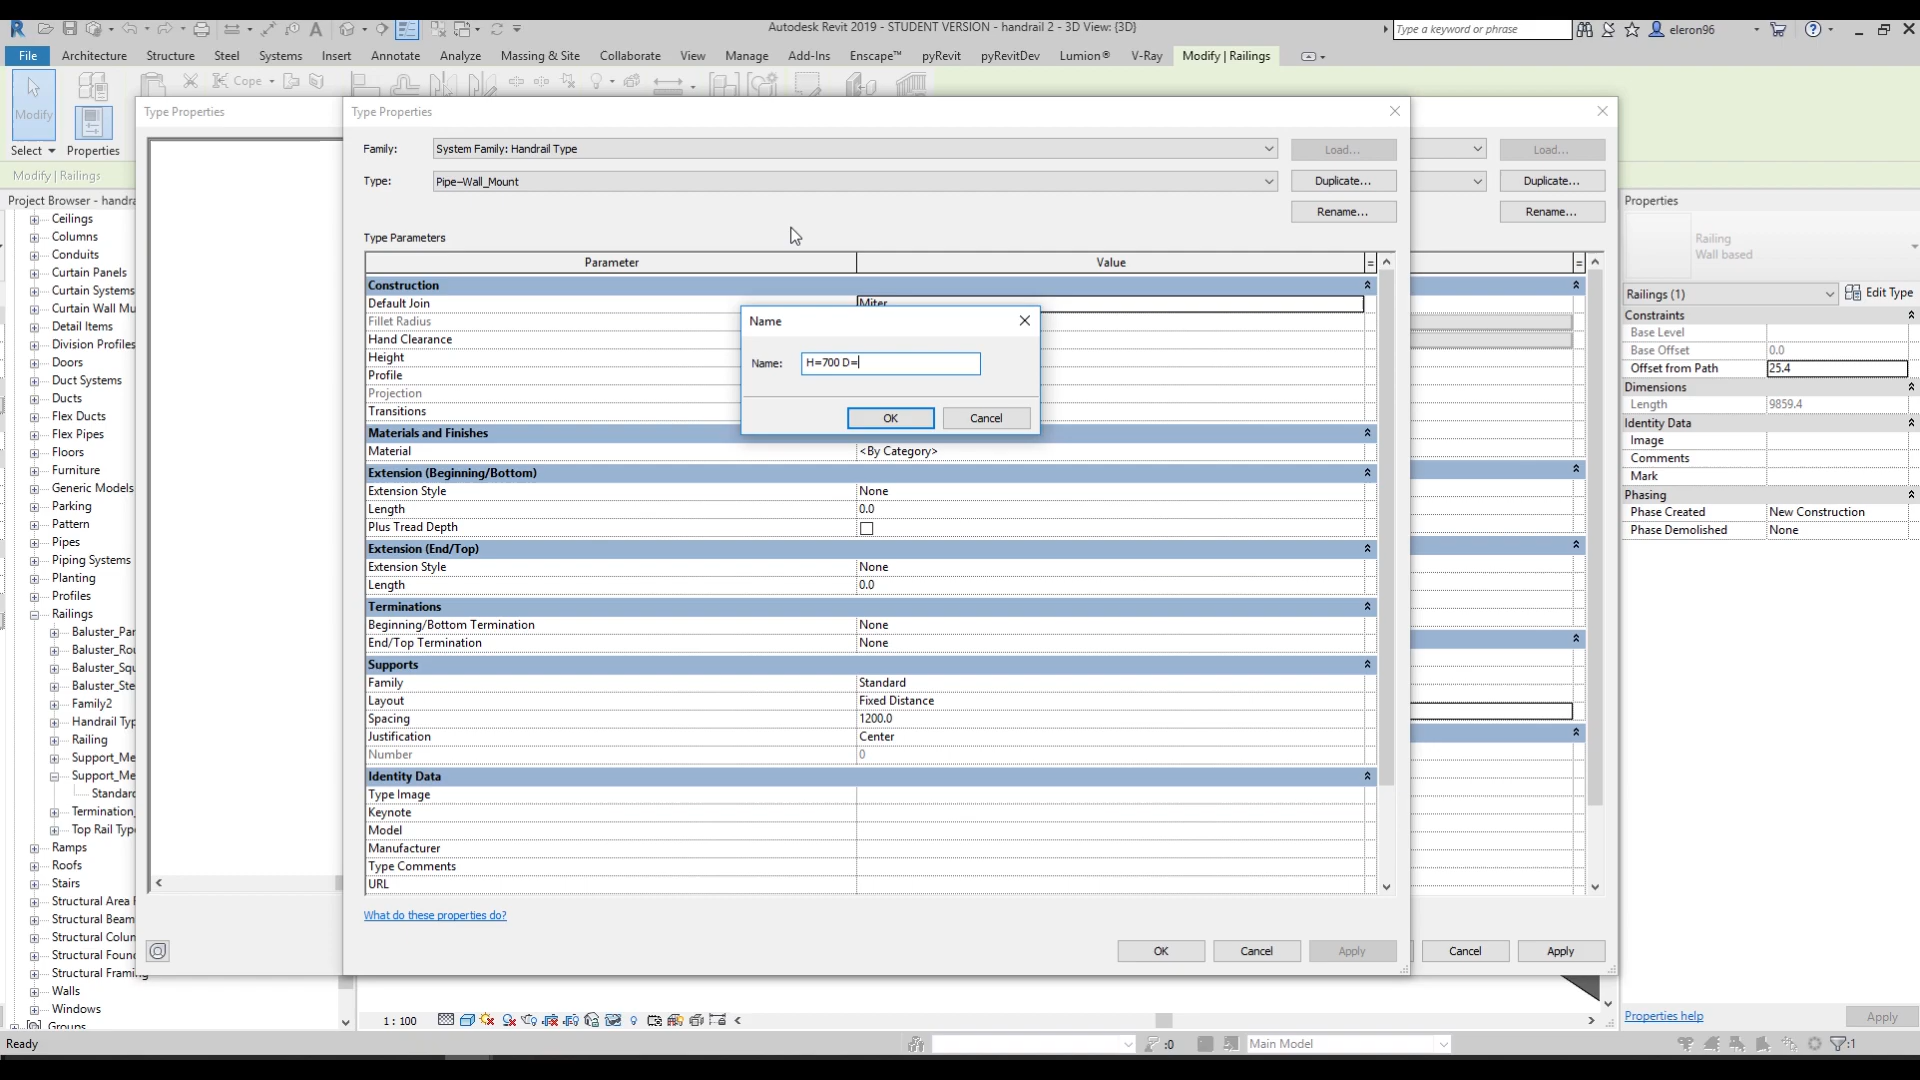 Autodesk Revit 2019 - STUDENT VERSION - handrail 2 - 3D View: {3D}
Type a keyword or phrase
eleron96
File Architecture Structure Steel Systems Insert Annotate Analyze Massing & Site Collaborate View Manage Add-Ins Enscape™ pyRevit pyRevitDev Lumion® V-Ray Modify | Railings
Modify
Cope
Select
Properties
Modify | Railings
Project Browser - handra
Ceilings
Columns
Conduits
Curtain Panels
Curtain Systems
Curtain Wall Mu
Detail Items
Division Profiles
Doors
Duct Systems
Ducts
Flex Ducts
Flex Pipes
Floors
Furniture
Generic Models
Parking
Pattern
Pipes
Piping Systems
Planting
Profiles
Railings
Baluster_Par
Baluster_Rou
Baluster_Squ
Baluster_Ste
Family2
Handrail Typ
Railing
Support_Me
Support_Me
Standard
Termination_
Top Rail Type
Ramps
Roofs
Stairs
Structural Area F
Structural Beam
Structural Colun
Structural Found
Structural Framing
Walls
Windows
Groups
Type Properties
Type Properties
Family: System Family: Handrail Type Load...
Type: Pipe-Wall_Mount Duplicate...
Rename...
Type Parameters
Parameter Value =
Construction
Default Join Miter
Fillet Radius
Hand Clearance
Height
Profile
Projection
Transitions
Materials and Finishes
Material <By Category>
Extension (Beginning/Bottom)
Extension Style None
Length 0.0
Plus Tread Depth
Extension (End/Top)
Extension Style None
Length 0.0
Terminations
Beginning/Bottom Termination None
End/Top Termination None
Supports
Family Standard
Layout Fixed Distance
Spacing 1200.0
Justification Center
Number 0
Identity Data
Type Image
Keynote
Model
Manufacturer
Type Comments
URL
What do these properties do?
OK Cancel Apply
Name
Name: H=700 D=
OK Cancel
Load...
Duplicate...
Rename...
=
Cancel Apply
Properties
Railing
Wall based
Railings (1) Edit Type
Constraints
Base Level
Base Offset 0.0
Offset from Path 25.4
Dimensions
Length 9859.4
Identity Data
Image
Comments
Mark
Phasing
Phase Created New Construction
Phase Demolished None
Properties help Apply
1 : 100
Ready
:0
Main Model
:1